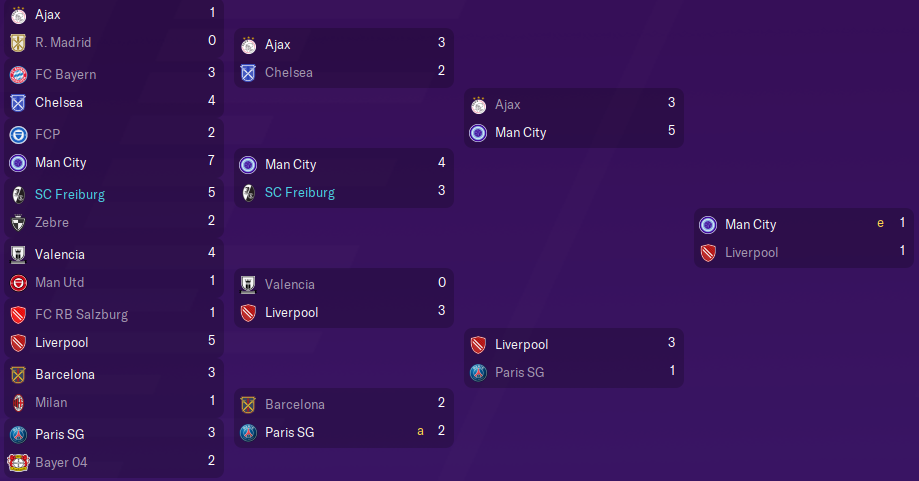 Ajax 1
R. Madrid 0
FC Bayern 3
Chelsea 4
FCP 2
Man City 7
SC Freiburg 5
Zebre 2
Valencia 4
Man Utd 1
FC RB Salzburg 1
Liverpool 5
Barcelona 3
Milan 1
Paris SG 3
Bayer 04 2
Ajax 3
Chelsea 2
Man City 4
SC Freiburg 3
Valencia 0
Liverpool 3
Barcelona 2
Paris SG a 2
Ajax 3
Man City 5
Liverpool 3
Paris SG 1
Man City e 1
Liverpool 1